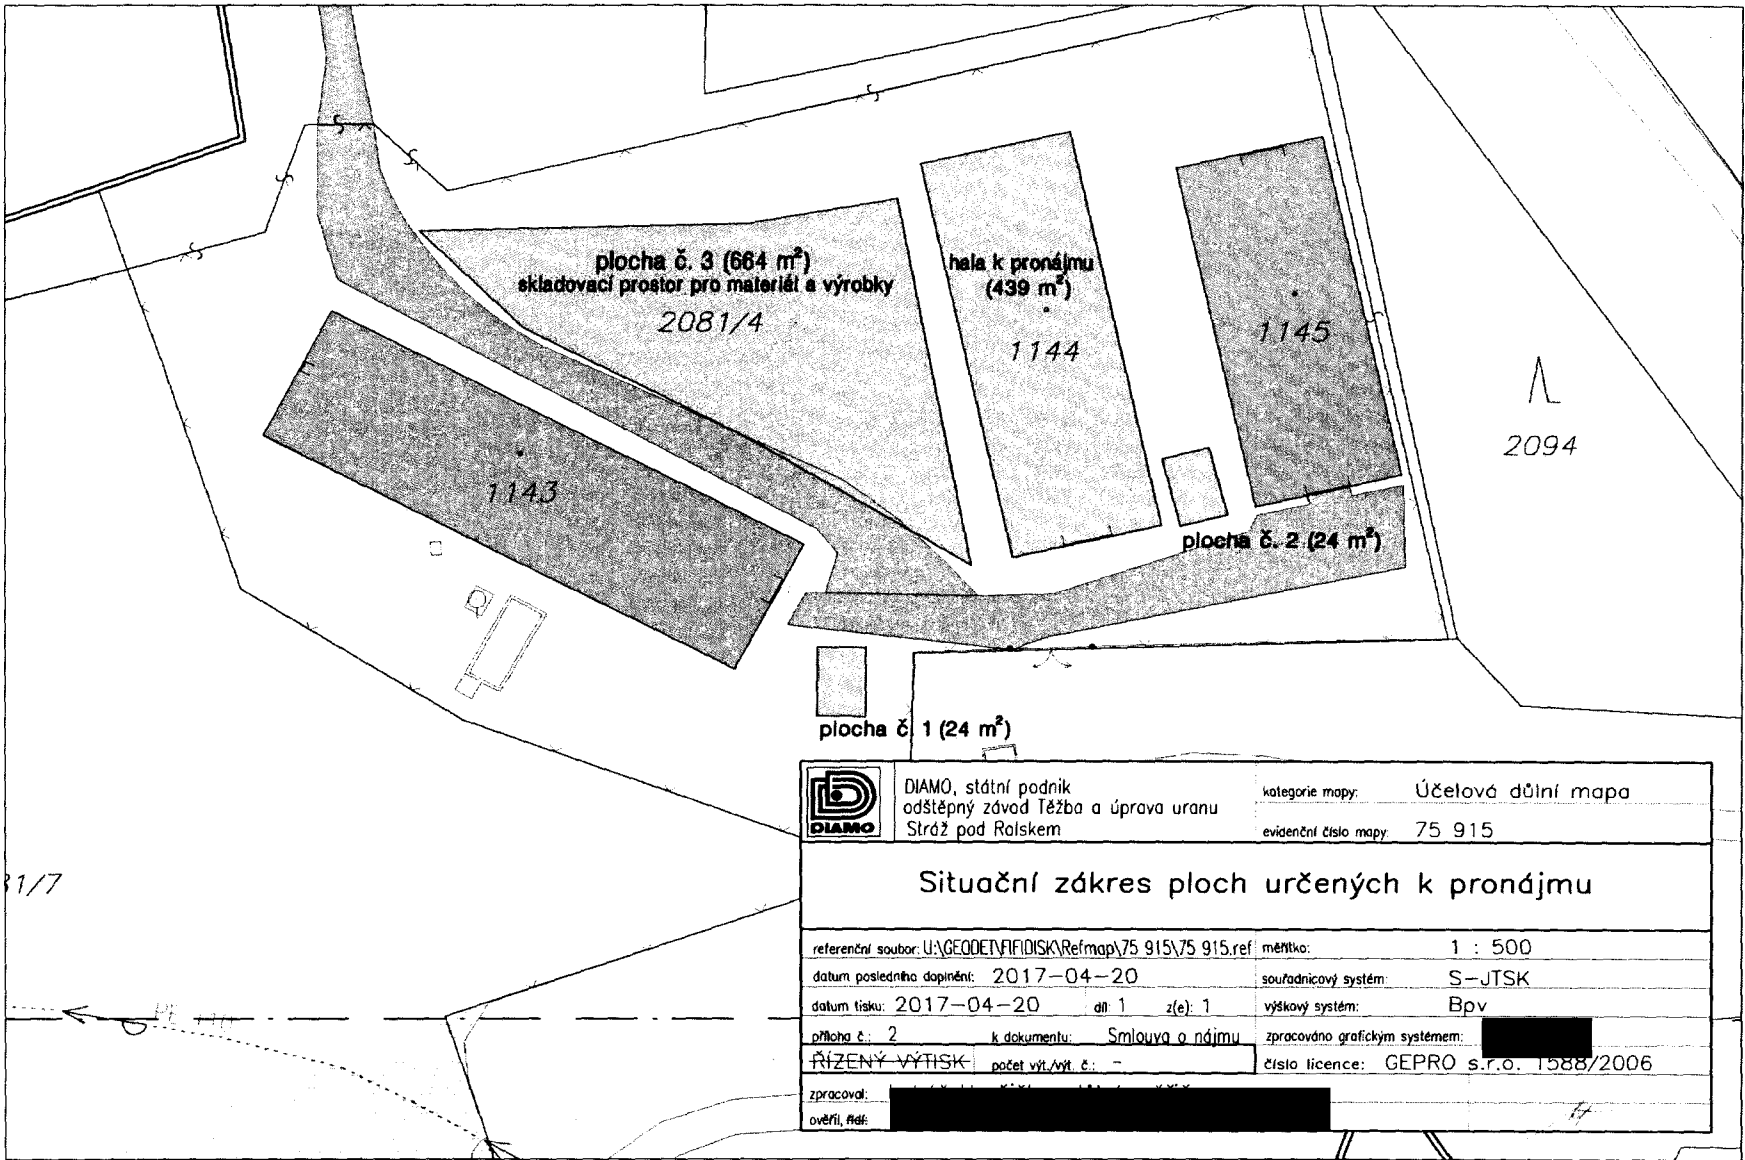 plocha č. 3 (664 m²)
skladovací prostor pro materiál a výrobky
2081/4
hala k pronájmu
(439 m²)
1144
1145
2094
1143
plocha č. 2 (24 m²)
plocha č. 1 (24 m²)
31/7
DIAMO
DIAMO, státní podnik
odštěpný závod Těžba a úprava uranu
Stráž pod Ralskem
kategorie mapy: Účelová důlní mapa
evidenční číslo mapy: 75 915
Situační zákres ploch určených k pronájmu
referenční soubor: U:\GEODET\FIFIDISK\Refmap\75 915\75 915.ref
měřítko: 1 : 500
datum posledního doplnění: 2017-04-20
souřadnicový systém: S-JTSK
datum tisku: 2017-04-20 díl: 1 z(e): 1
výškový systém: Bpv
příloha č.: 2 k dokumentu: Smlouva o nájmu
zpracováno grafickým systémem:
ŘÍZENÝ VÝTISK počet výt./výt. č.: -
číslo licence: GEPRO s.r.o. 1588/2006
zpracoval:
ověřil, řídí: